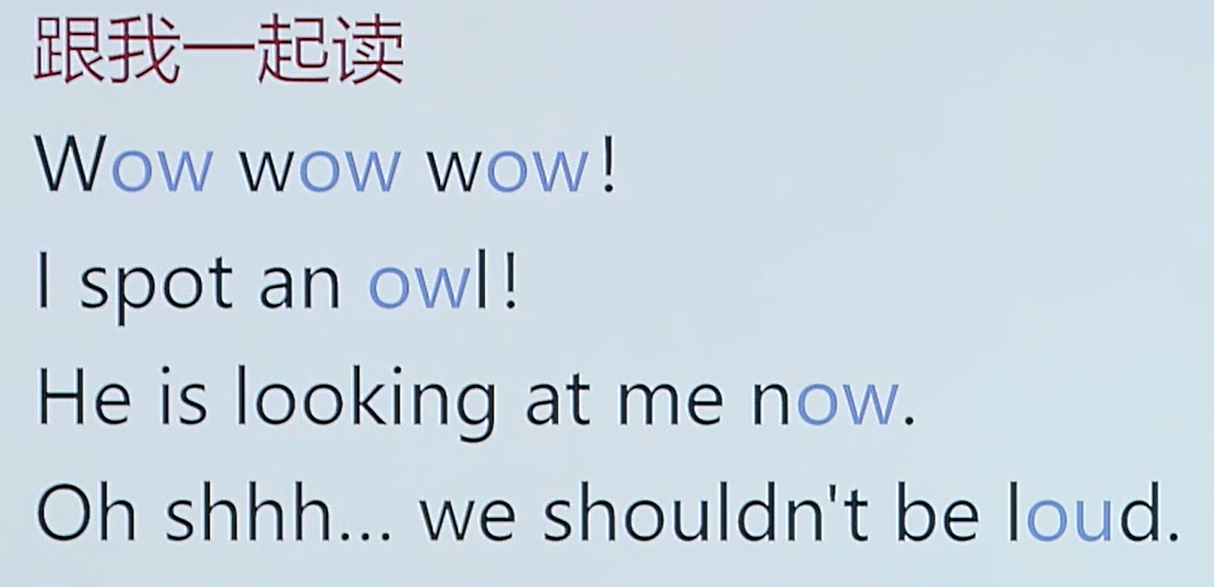 跟我一起读
Wow wow wow!
I spot an owl!
He is looking at me now.
Oh shhh... we shouldn't be loud.